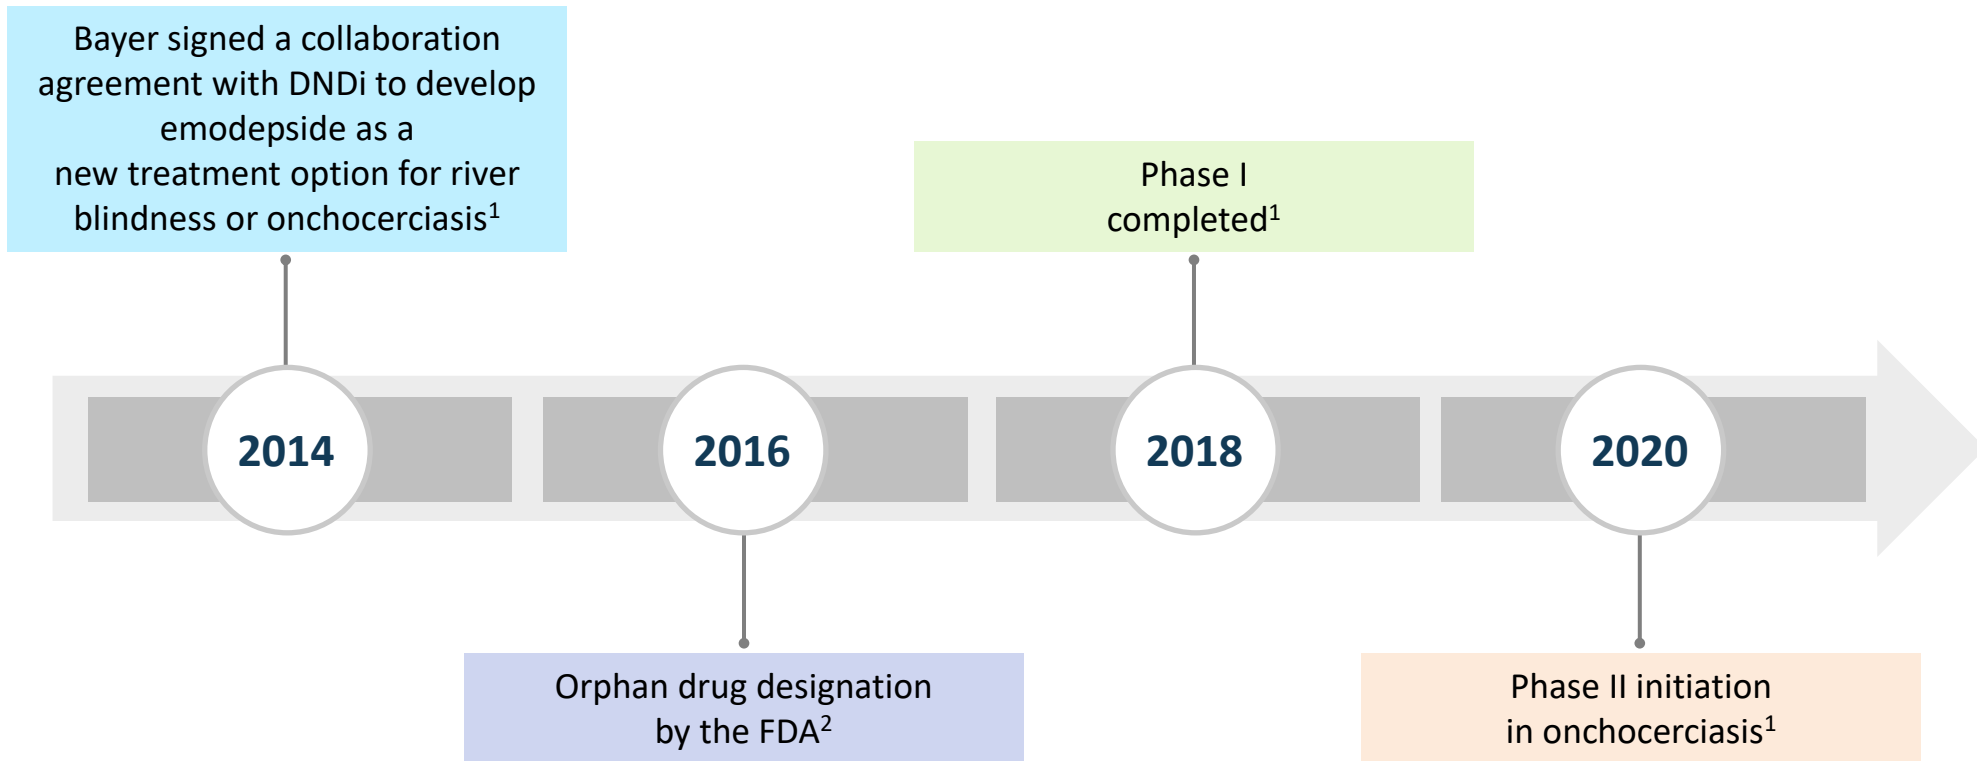 Bayer signed a collaboration
agreement with DNDi to develop
emodepside as a
new treatment option for river
blindness or onchocerciasis¹
Phase I
completed¹
2014
2016
2018
2020
Orphan drug designation
by the FDA²
Phase II initiation
in onchocerciasis¹